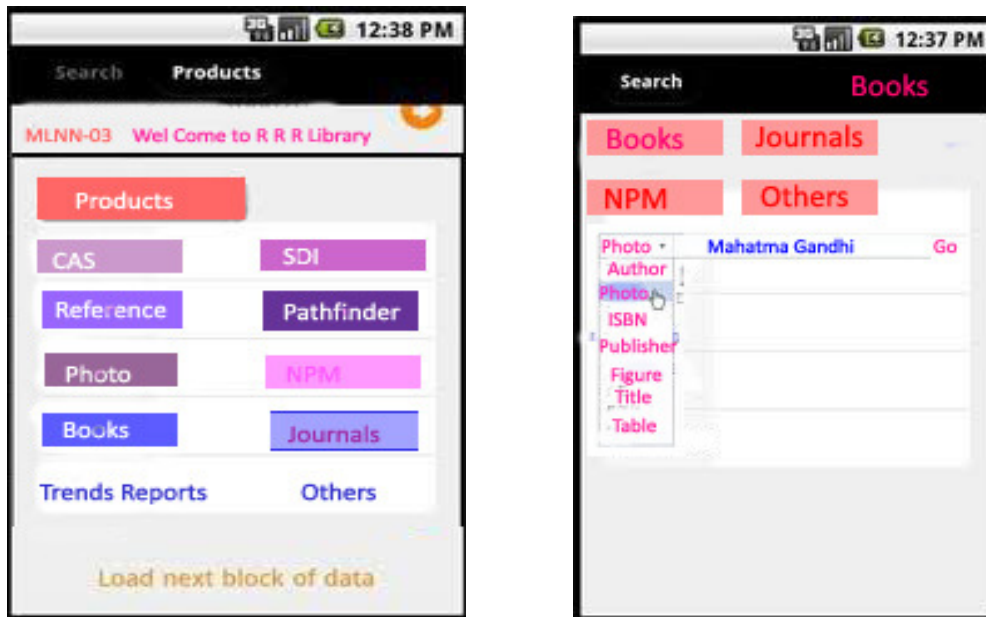 12:38 PM
Search Products
MLNN-03 Wel Come to R R R Library
Products
CAS SDI
Reference Pathfinder
Photo NPM
Books Journals
Trends Reports Others
Load next block of data
12:37 PM
Search Books
Books Journals
NPM Others
Photo Mahatma Gandhi Go
Author
Photo
ISBN
Publisher
Figure
Title
Table